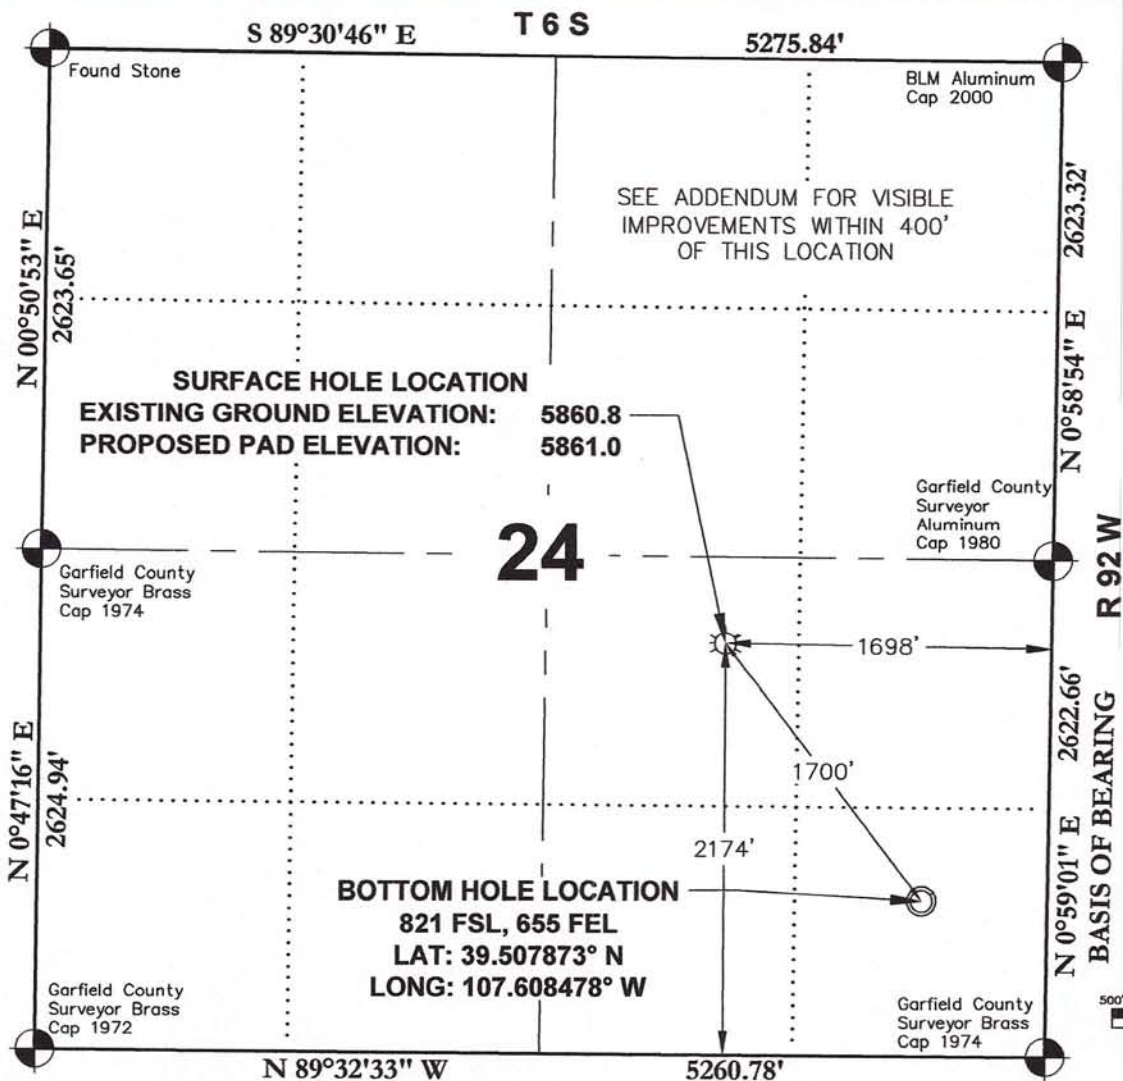 T 6 S
S 89°30'46" E
5275.84'
Found Stone
BLM Aluminum
Cap 2000
SEE ADDENDUM FOR VISIBLE
IMPROVEMENTS WITHIN 400'
OF THIS LOCATION
N 00°50'53" E
2623.65'
2623.32'
N 0°58'54" E
SURFACE HOLE LOCATION
EXISTING GROUND ELEVATION: 5860.8
PROPOSED PAD ELEVATION: 5861.0
Garfield County
Surveyor
Aluminum
Cap 1980
24
R 92 W
Garfield County
Surveyor Brass
Cap 1974
1698'
1700'
2174'
N 0°47'16" E
2624.94'
2622.66'
N 0°59'01" E
BASIS OF BEARING
BOTTOM HOLE LOCATION
821 FSL, 655 FEL
LAT: 39.507873° N
LONG: 107.608478° W
Garfield County
Surveyor Brass
Cap 1972
Garfield County
Surveyor Brass
Cap 1974
500'
N 89°32'33" W
5260.78'